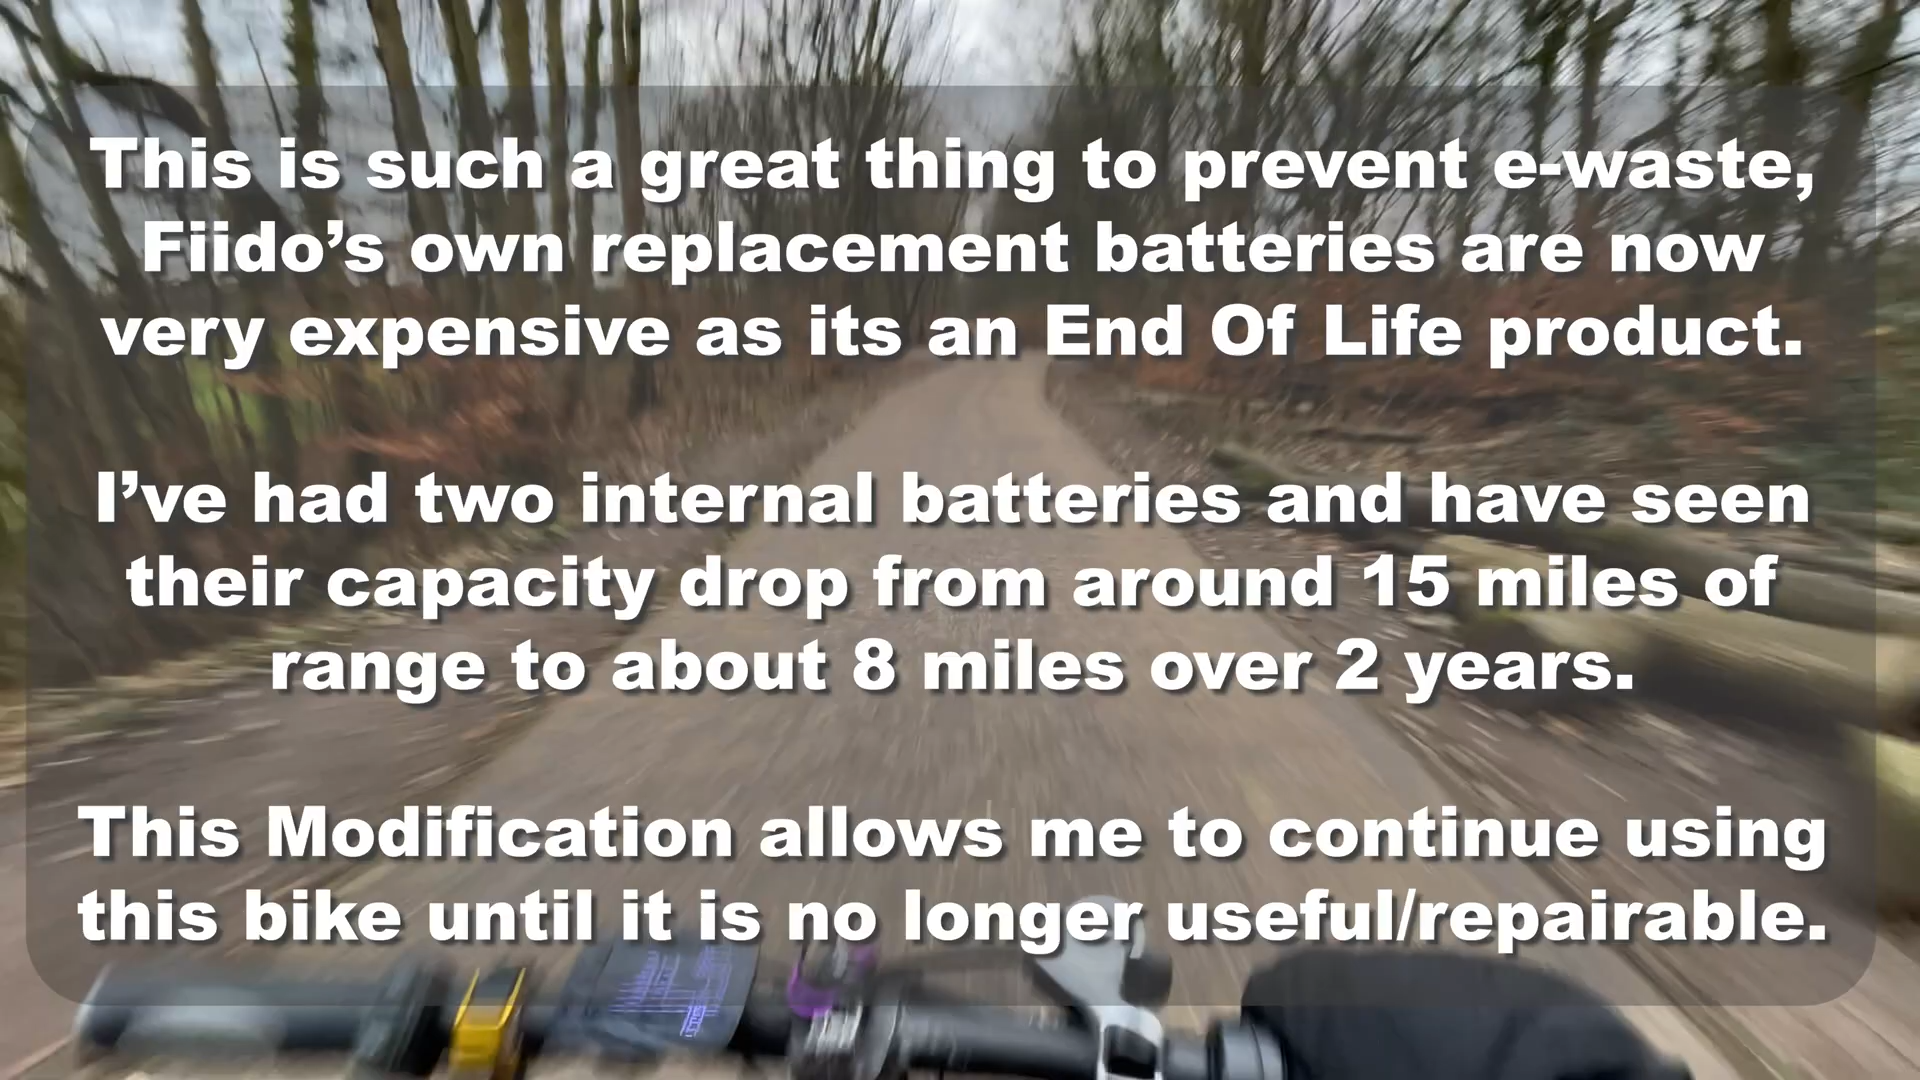 This is such a great thing to prevent e-waste,
Fiido’s own replacement batteries are now
very expensive as its an End Of Life product.
I’ve had two internal batteries and have seen
their capacity drop from around 15 miles of
range to about 8 miles over 2 years.
This Modification allows me to continue using
this bike until it is no longer useful/repairable.